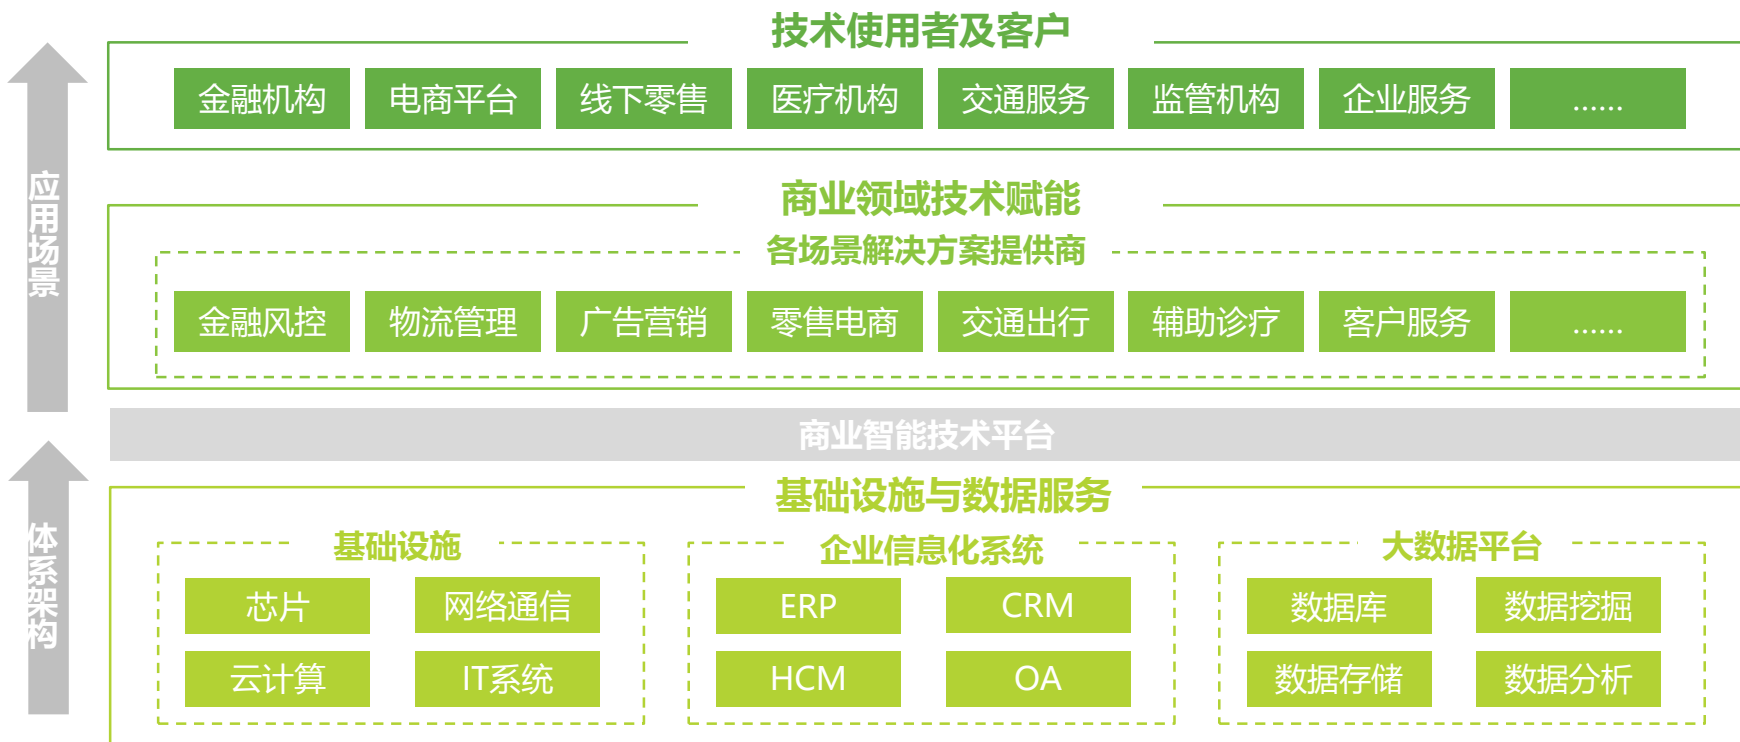 技术使用者及客户
金融机构
电商平台
线下零售
医疗机构
交通服务
监管机构
企业服务
……
应用场景
商业领域技术赋能
各场景解决方案提供商
金融风控
物流管理
广告营销
零售电商
交通出行
辅助诊疗
客户服务
……
商业智能技术平台
体系架构
基础设施与数据服务
基础设施
芯片
网络通信
云计算
IT系统
企业信息化系统
ERP
CRM
HCM
OA
大数据平台
数据库
数据挖掘
数据存储
数据分析